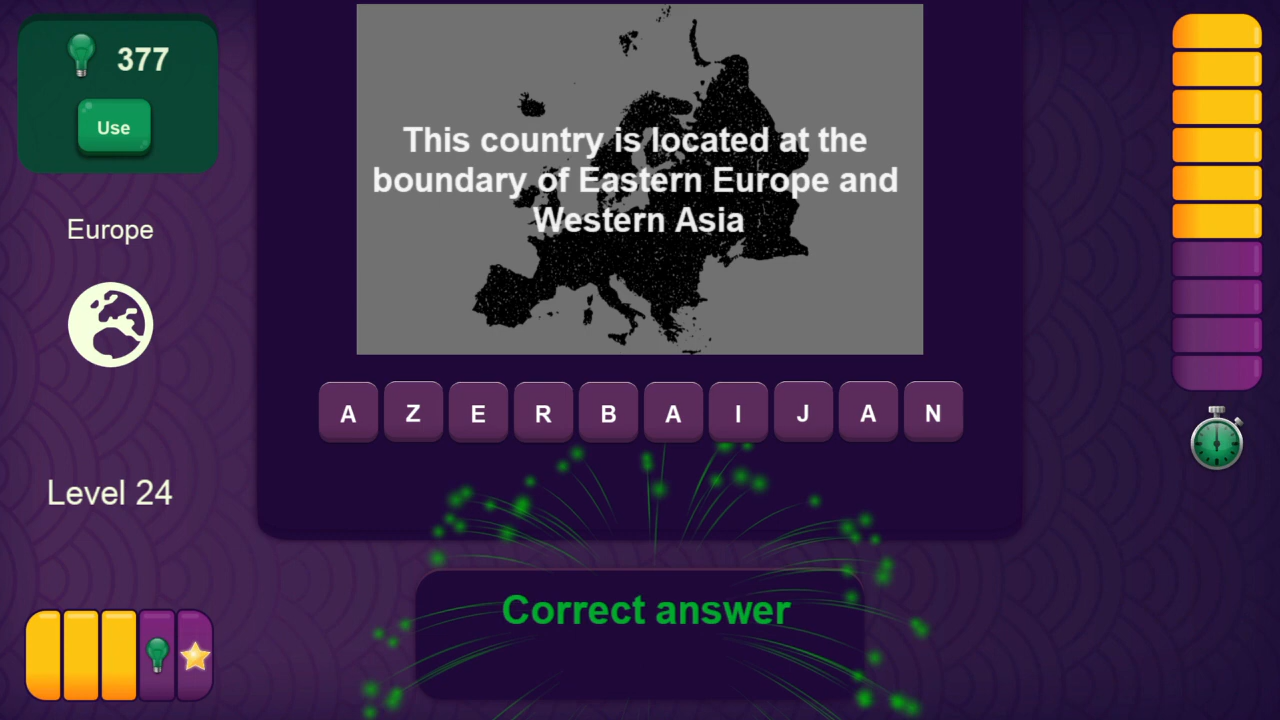 377
Use
Europe
Level 24
This country is located at the
boundary of Eastern Europe and
Western Asia
A Z E R B A I J A N
Correct answer